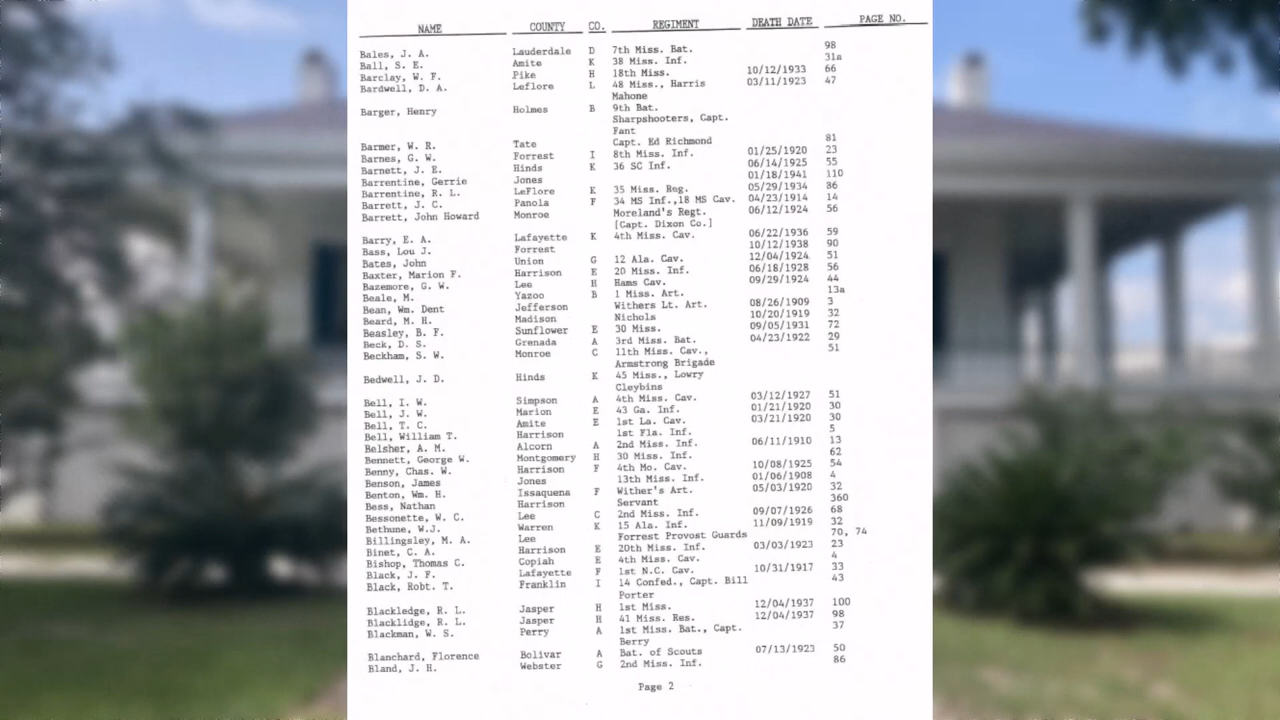 NAME COUNTY CO. REGIMENT DEATH DATE PAGE NO.
Bales, J. A. Lauderdale D 7th Miss. Bat. 98
Ball, S. E. Amite K 38 Miss. Inf. 31a
Barclay, W. F. Pike H 18th Miss. 10/12/1933 66
Bardwell, D. A. Leflore L 48 Miss., Harris 03/11/1923 47
Mahone
Barger, Henry Holmes B 9th Bat.
Sharpshooters, Capt.
Fant
Barmer, W. R. Tate Capt. Ed Richmond 81
Barnes, G. W. Forrest I 8th Miss. Inf. 01/25/1920 23
Barnett, J. E. Hinds K 36 SC Inf. 06/14/1925 55
Barrentine, Gerrie Jones 01/18/1941 110
Barrentine, R. L. LeFlore K 35 Miss. Reg. 05/29/1934 86
Barrett, J. C. Panola F 34 MS Inf.,18 MS Cav. 04/23/1914 14
Barrett, John Howard Monroe Moreland's Regt. 06/12/1924 56
[Capt. Dixon Co.]
Barry, E. A. Lafayette K 4th Miss. Cav. 06/22/1936 59
Bass, Lou J. Forrest 10/12/1938 90
Bates, John Union G 12 Ala. Cav. 12/04/1924 51
Baxter, Marion F. Harrison E 20 Miss. Inf. 06/18/1928 56
Bazemore, G. W. Lee H Hams Cav. 09/29/1924 44
Beale, M. Yazoo B 1 Miss. Art. 13a
Bean, Wm. Dent Jefferson Withers Lt. Art. 08/26/1909 3
Beard, M. H. Madison Nichols 10/20/1919 32
Beasley, B. F. Sunflower E 30 Miss. 09/05/1931 72
Beck, D. S. Grenada A 3rd Miss. Bat. 04/23/1922 29
Beckham, S. W. Monroe C 11th Miss. Cav., 51
Armstrong Brigade
Bedwell, J. D. Hinds K 45 Miss., Lowry
Cleybins
Bell, I. W. Simpson A 4th Miss. Cav. 03/12/1927 51
Bell, J. W. Marion E 43 Ga. Inf. 01/21/1920 30
Bell, T. C. Amite E 1st La. Cav. 03/21/1920 30
Bell, William T. Harrison 1st Fla. Inf. 5
Belsher, A. M. Alcorn A 2nd Miss. Inf. 06/11/1910 13
Bennett, George W. Montgomery H 30 Miss. Inf. 62
Benny, Chas. W. Harrison F 4th Mo. Cav. 10/08/1925 54
Benson, James Jones 13th Miss. Inf. 01/06/1908 4
Benton, Wm. H. Issaquena F Wither's Art. 05/03/1920 32
Bess, Nathan Harrison Servant 360
Bessonette, W. C. Lee C 2nd Miss. Inf. 09/07/1926 68
Bethune, W.J. Warren K 15 Ala. Inf. 11/09/1919 32
Billingsley, M. A. Lee Forrest Provost Guards 70, 74
Binet, C. A. Harrison E 20th Miss. Inf. 03/03/1923 23
Bishop, Thomas C. Copiah E 4th Miss. Cav. 4
Black, J. F. Lafayette F 1st N.C. Cav. 10/31/1917 33
Black, Robt. T. Franklin I 14 Confed., Capt. Bill 43
Porter
Blackledge, R. L. Jasper H 1st Miss. 12/04/1937 100
Blacklidge, R. L. Jasper H 41 Miss. Res. 12/04/1937 98
Blackman, W. S. Perry A 1st Miss. Bat., Capt. 37
Berry
Blanchard, Florence Bolivar A Bat. of Scouts 07/13/1923 50
Bland, J. H. Webster G 2nd Miss. Inf. 86
Page 2